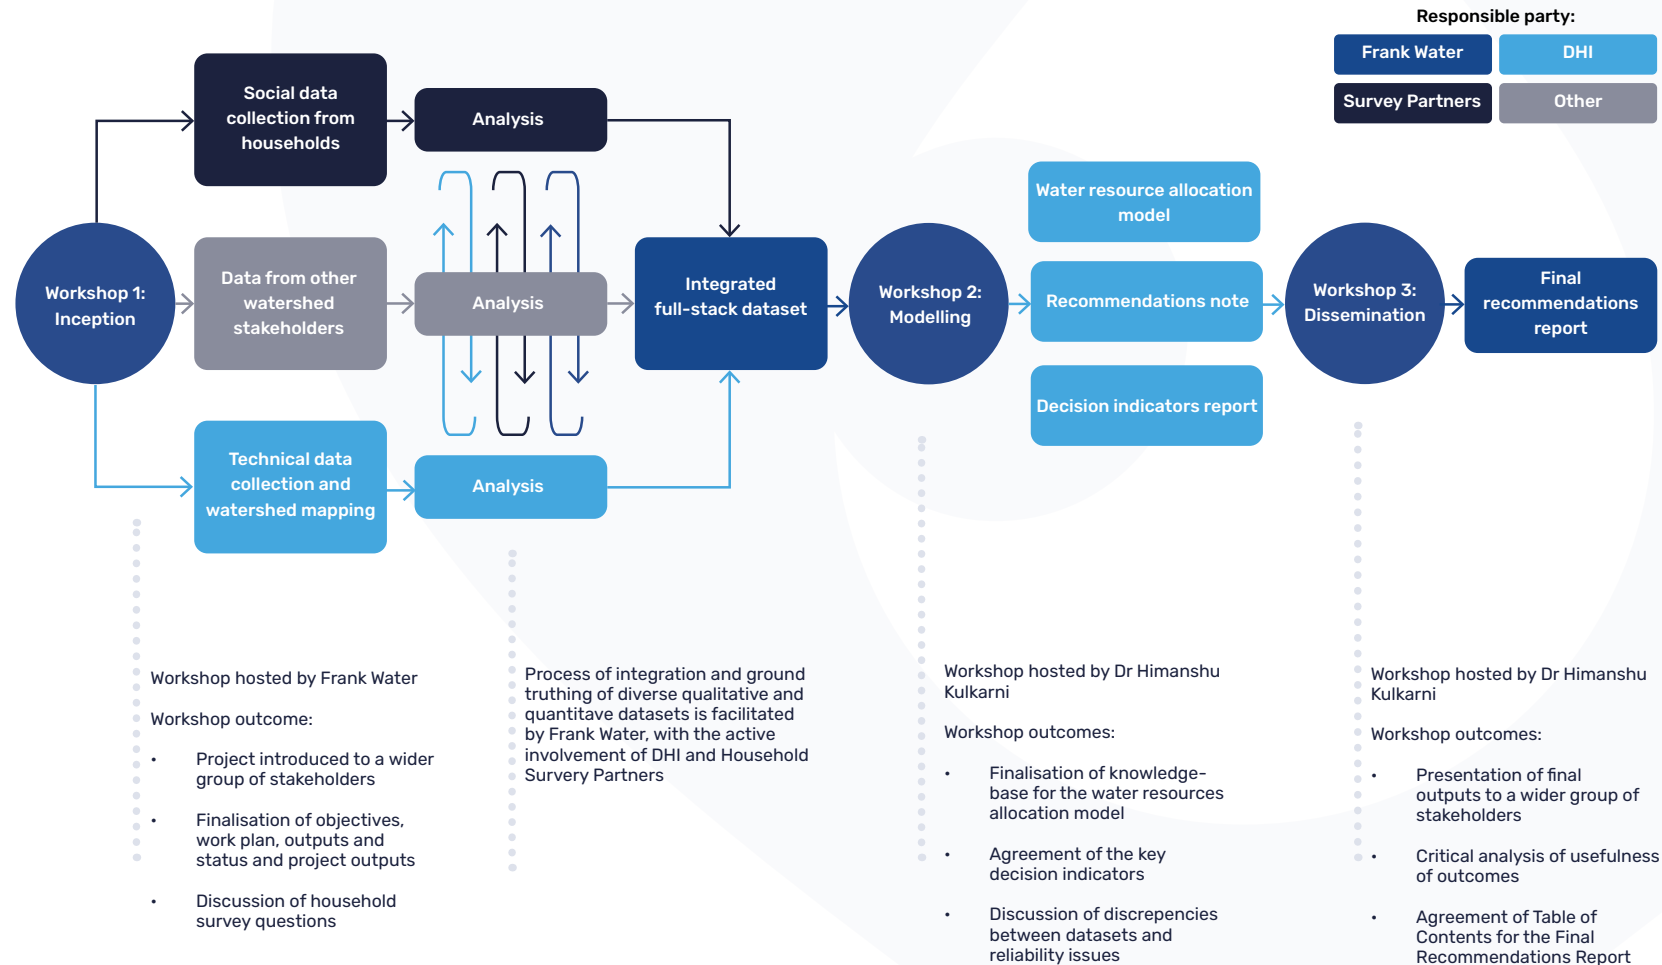 Responsible party:
Frank Water
DHI
Survey Partners
Other
Social data
collection from
households
Analysis
Workshop 1:
Inception
Data from other
watershed
stakeholders
Analysis
Technical data
collection and
watershed mapping
Analysis
Integrated
full-stack dataset
Workshop 2:
Modelling
Water resource allocation
model
Recommendations note
Decision indicators report
Workshop 3:
Dissemination
Final
recommendations
report
Workshop hosted by Frank Water
Workshop outcome:
• Project introduced to a wider
group of stakeholders
• Finalisation of objectives,
work plan, outputs and
status and project outputs
• Discussion of household
survey questions
Process of integration and ground
truthing of diverse qualitative and
quantitave datasets is facilitated
by Frank Water, with the active
involvement of DHI and Household
Survery Partners
Workshop hosted by Dr Himanshu
Kulkarni
Workshop outcomes:
• Finalisation of knowledge-
base for the water resources
allocation model
• Agreement of the key
decision indicators
• Discussion of discrepencies
between datasets and
reliability issues
Workshop hosted by Dr Himanshu
Kulkarni
Workshop outcomes:
• Presentation of final
outputs to a wider group of
stakeholders
• Critical analysis of usefulness
of outcomes
• Agreement of Table of
Contents for the Final
Recommendations Report